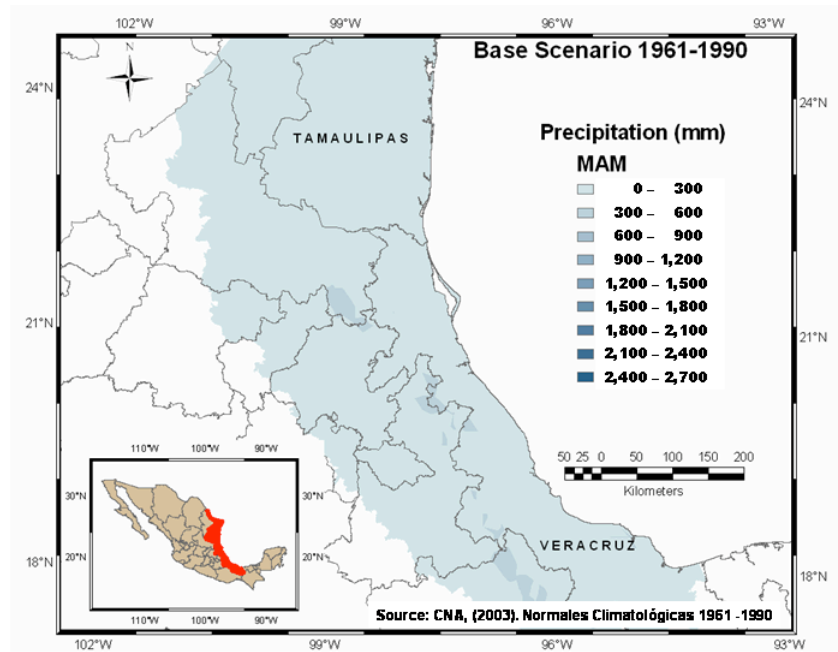 102°W 99°W 96°W 93°W
Base Scenario 1961-1990
N
24°N 24°N
TAMAULIPAS
Precipitation (mm)
MAM
0 – 300
300 – 600
600 – 900
900 – 1,200
1,200 – 1,500
1,500 – 1,800
1,800 – 2,100
2,100 – 2,400
2,400 – 2,700
21°N 21°N
50 25 0 50 100 150 200
Kilometers
110°W 100°W 90°W
30°N 30°N
20°N 20°N
110°W 100°W 90°W
VERACRUZ
18°N 18°N
Source: CNA, (2003). Normales Climatológicas 1961 -1990
102°W 99°W 96°W 93°W